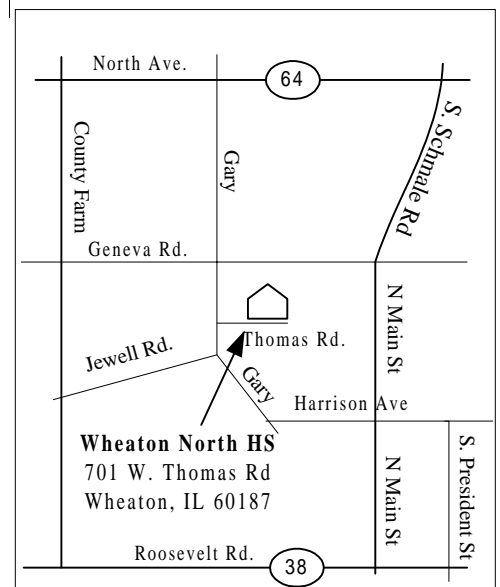 North Ave.
64
County Farm
Gary
S. Schmale Rd
Geneva Rd.
N Main St
Thomas Rd.
Jewell Rd.
Gary
Harrison Ave
Wheaton North HS
701 W. Thomas Rd
Wheaton, IL 60187
N Main St
S. President St
Roosevelt Rd.
38